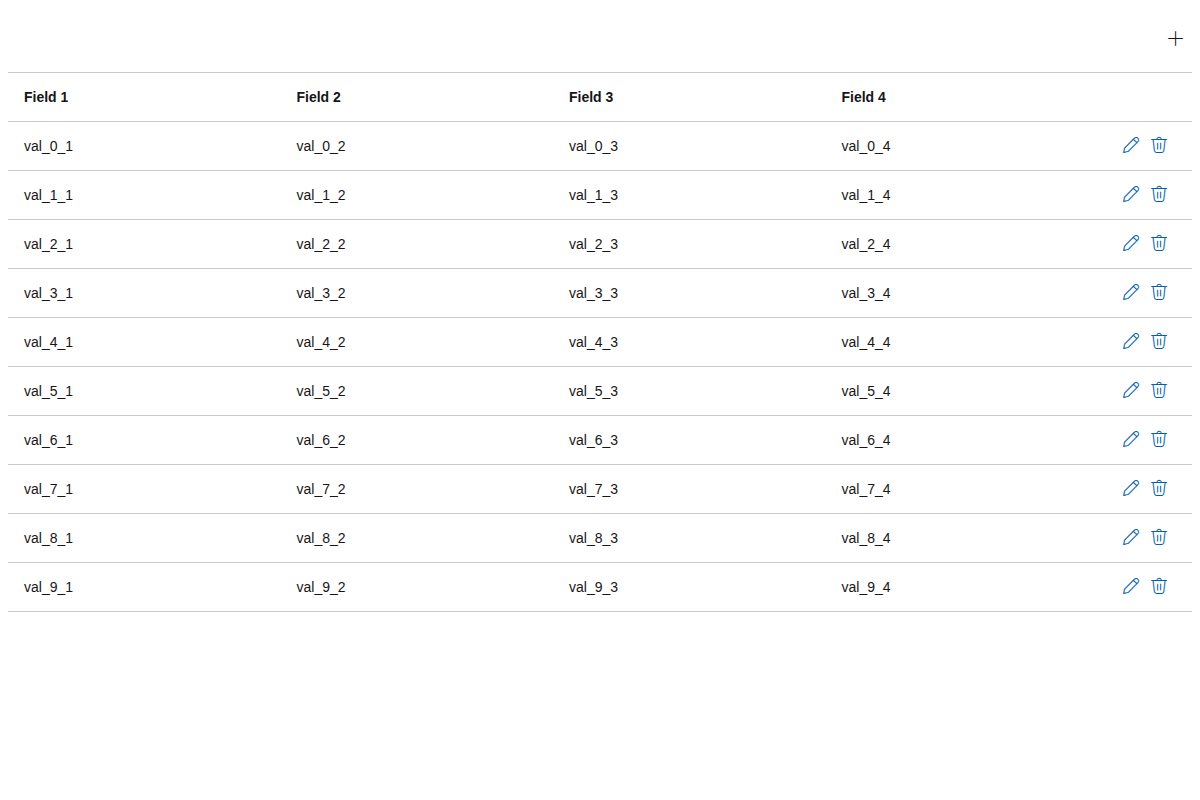 Field 1 Field 2 Field 3 Field 4
val_0_1 val_0_2 val_0_3 val_0_4
val_1_1 val_1_2 val_1_3 val_1_4
val_2_1 val_2_2 val_2_3 val_2_4
val_3_1 val_3_2 val_3_3 val_3_4
val_4_1 val_4_2 val_4_3 val_4_4
val_5_1 val_5_2 val_5_3 val_5_4
val_6_1 val_6_2 val_6_3 val_6_4
val_7_1 val_7_2 val_7_3 val_7_4
val_8_1 val_8_2 val_8_3 val_8_4
val_9_1 val_9_2 val_9_3 val_9_4